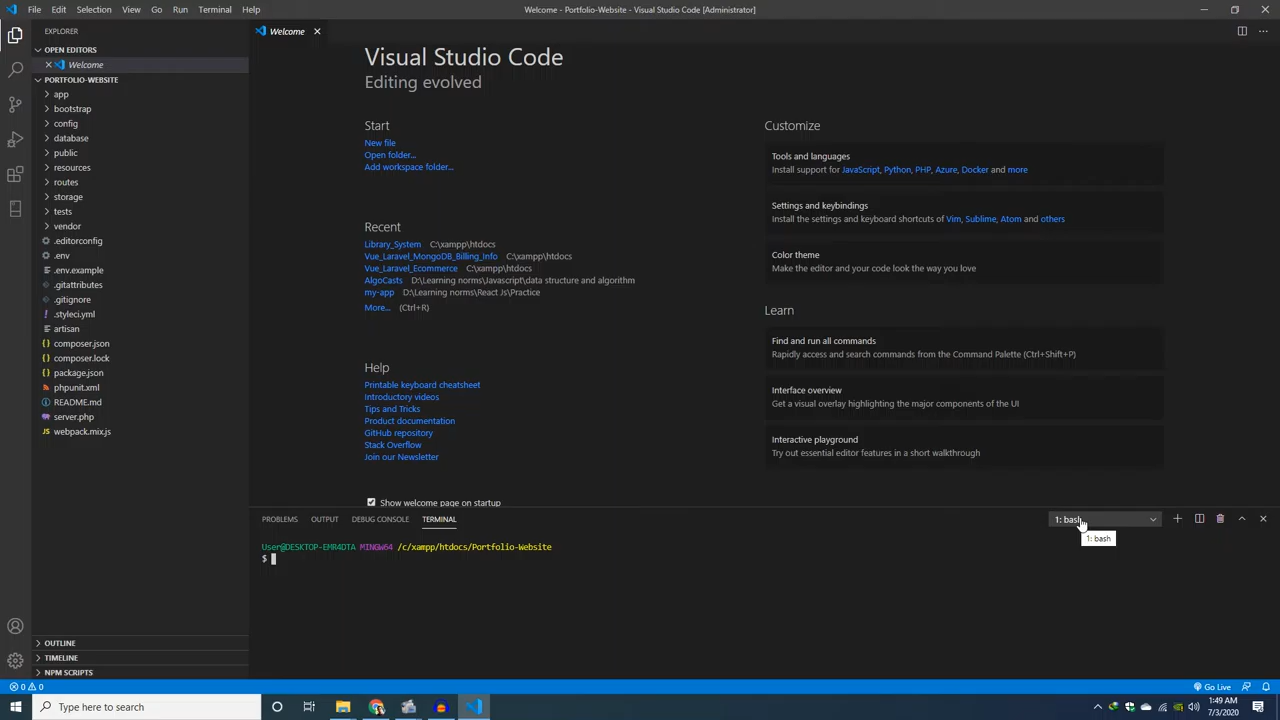 File Edit Selection View Go Run Terminal Help
Welcome - Portfolio-Website - Visual Studio Code [Administrator]
EXPLORER
OPEN EDITORS
Welcome
PORTFOLIO-WEBSITE
app
bootstrap
config
database
public
resources
routes
storage
tests
vendor
.editorconfig
.env
.env.example
.gitattributes
.gitignore
.styleci.yml
artisan
composer.json
composer.lock
package.json
phpunit.xml
README.md
server.php
webpack.mix.js
OUTLINE
TIMELINE
NPM SCRIPTS
Welcome
Visual Studio Code
Editing evolved
Start
New file
Open folder...
Add workspace folder...
Recent
Library_System C:\xampp\htdocs
Vue_Laravel_MongoDB_Billing_Info C:\xampp\htdocs
Vue_Laravel_Ecommerce C:\xampp\htdocs
AlgoCasts D:\Learning norms\Javascript\data structure and algorithm
my-app D:\Learning norms\React Js\Practice
More... (Ctrl+R)
Help
Printable keyboard cheatsheet
Introductory videos
Tips and Tricks
Product documentation
GitHub repository
Stack Overflow
Join our Newsletter
Show welcome page on startup
Customize
Tools and languages
Install support for JavaScript, Python, PHP, Azure, Docker and more
Settings and keybindings
Install the settings and keyboard shortcuts of Vim, Sublime, Atom and others
Color theme
Make the editor and your code look the way you love
Learn
Find and run all commands
Rapidly access and search commands from the Command Palette (Ctrl+Shift+P)
Interface overview
Get a visual overlay highlighting the major components of the UI
Interactive playground
Try out essential editor features in a short walkthrough
PROBLEMS OUTPUT DEBUG CONSOLE TERMINAL
1: bash
1: bash
User@DESKTOP-EMR4DTA MINGW64 /c/xampp/htdocs/Portfolio-Website
$
0 0
Go Live
Type here to search
1:49 AM
7/3/2020